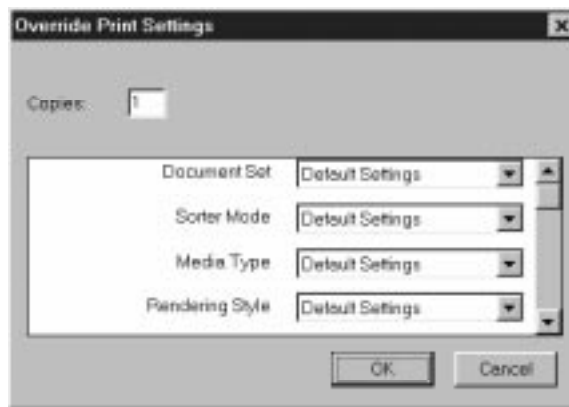 Override Print Settings
Copies: 1
Document Set Default Settings
Sorter Mode Default Settings
Media Type Default Settings
Rendering Style Default Settings
OK Cancel